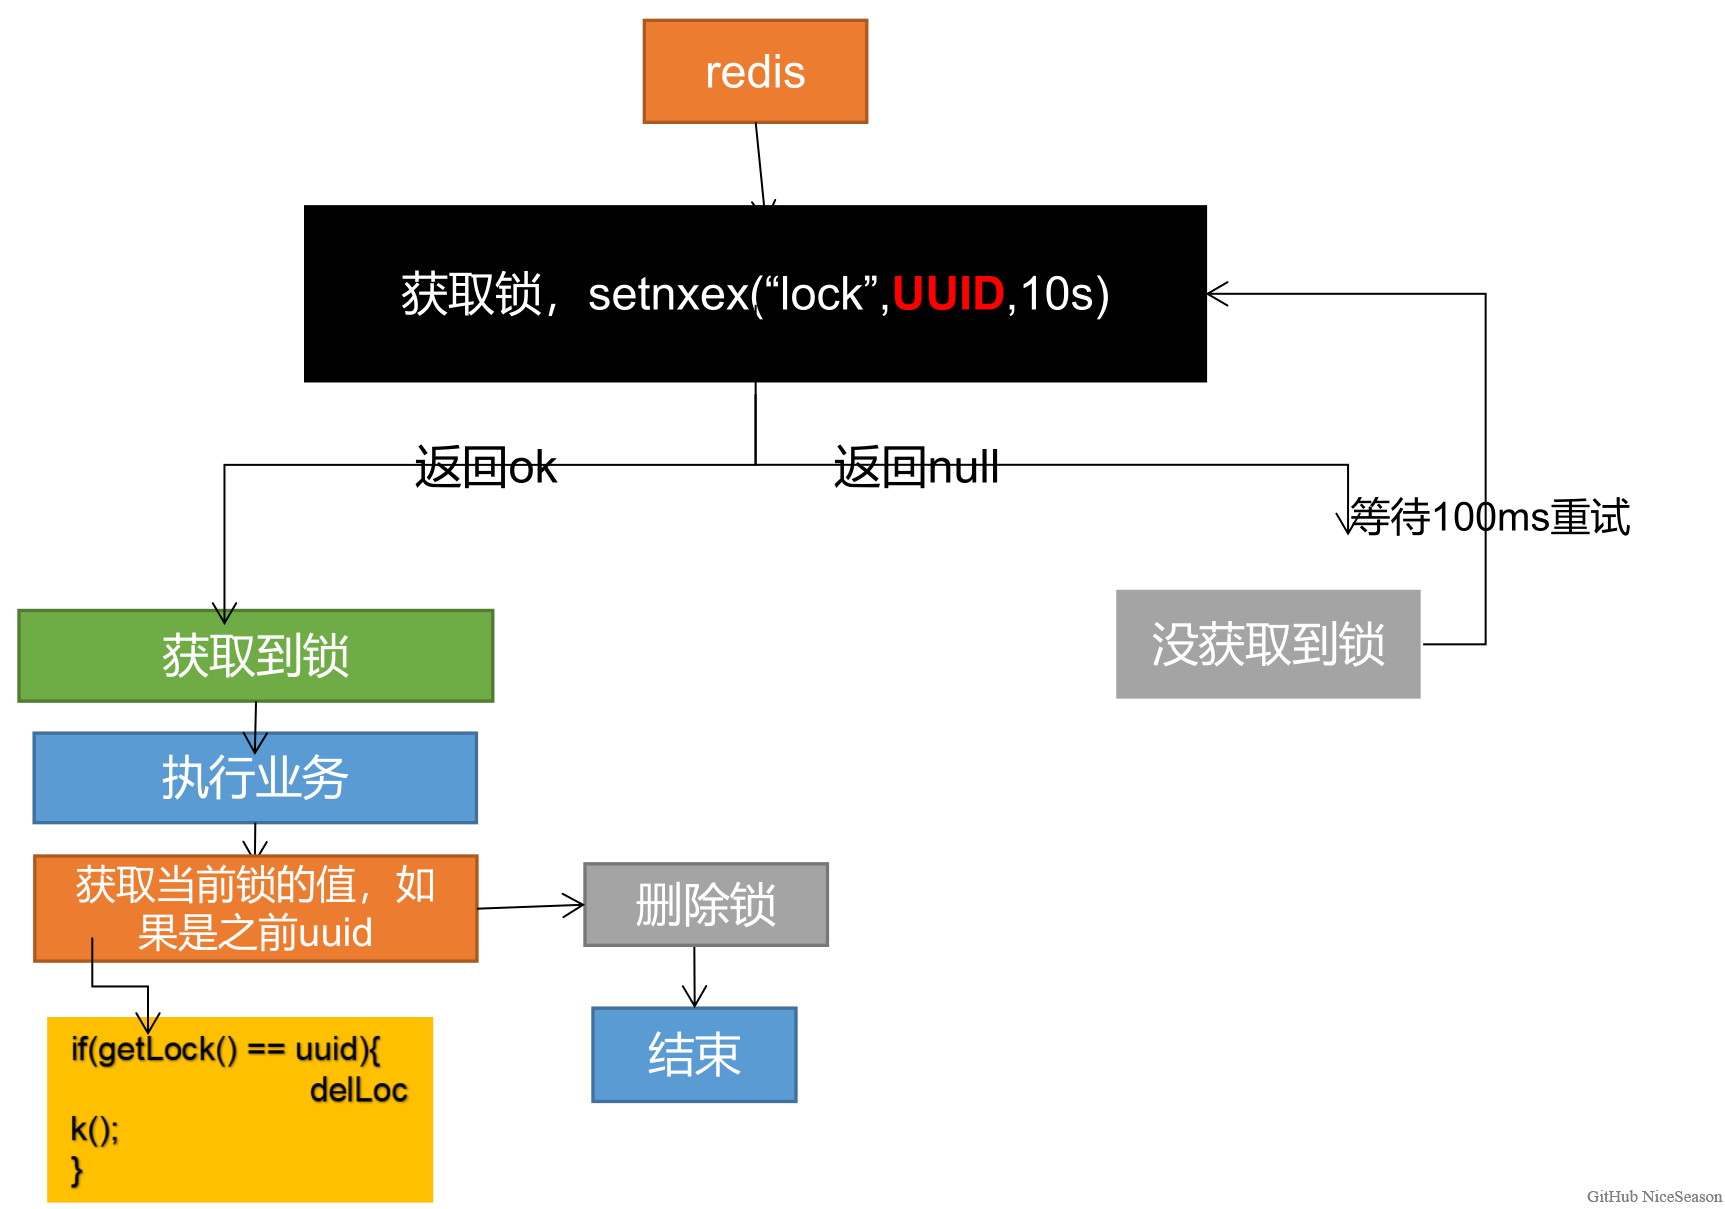 redis
获取锁，setnxex(“lock”,UUID,10s)
返回ok
返回null
等待100ms重试
获取到锁
没获取到锁
执行业务
获取当前锁的值，如
果是之前uuid
删除锁
结束
if(getLock() == uuid){
delLoc
k();
}
GitHub NiceSeason